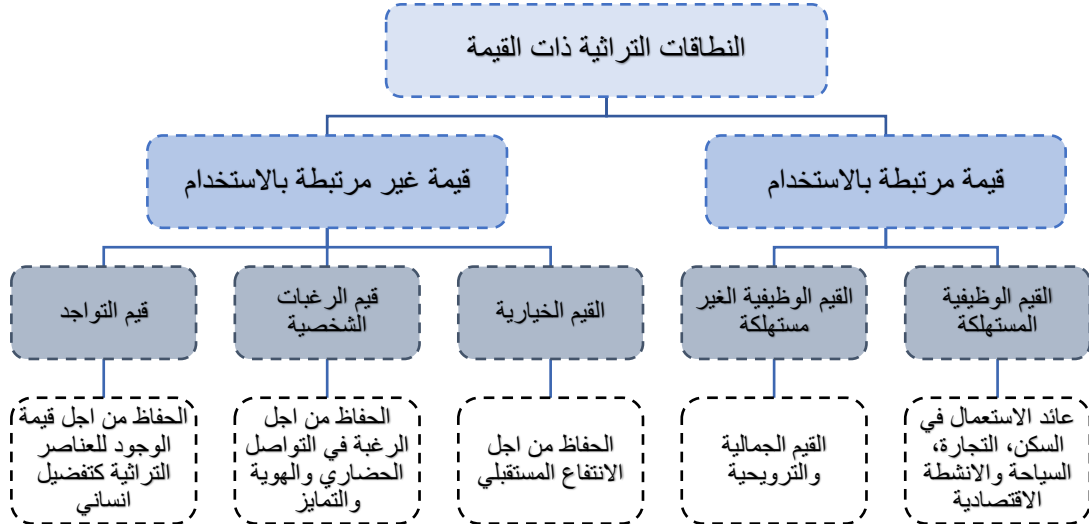 النطاقات التراثية ذات القيمة
قيمة مرتبطة بالاستخدام
قيمة غير مرتبطة بالاستخدام
القيم الوظيفية
المستهلكة
القيم الوظيفية الغير
مستهلكة
القيم الخيارية
قيم الرغبات
الشخصية
قيم التواجد
عائد الاستعمال في
السكن، التجارة،
السياحة والانشطة
الاقتصادية
القيم الجمالية
والترويحية
الحفاظ من اجل
الانتفاع المستقبلي
الحفاظ من اجل
الرغبة في التواصل
الحضاري والهوية
والتمايز
الحفاظ من اجل قيمة
الوجود للعناصر
التراثية كتفضيل
انساني